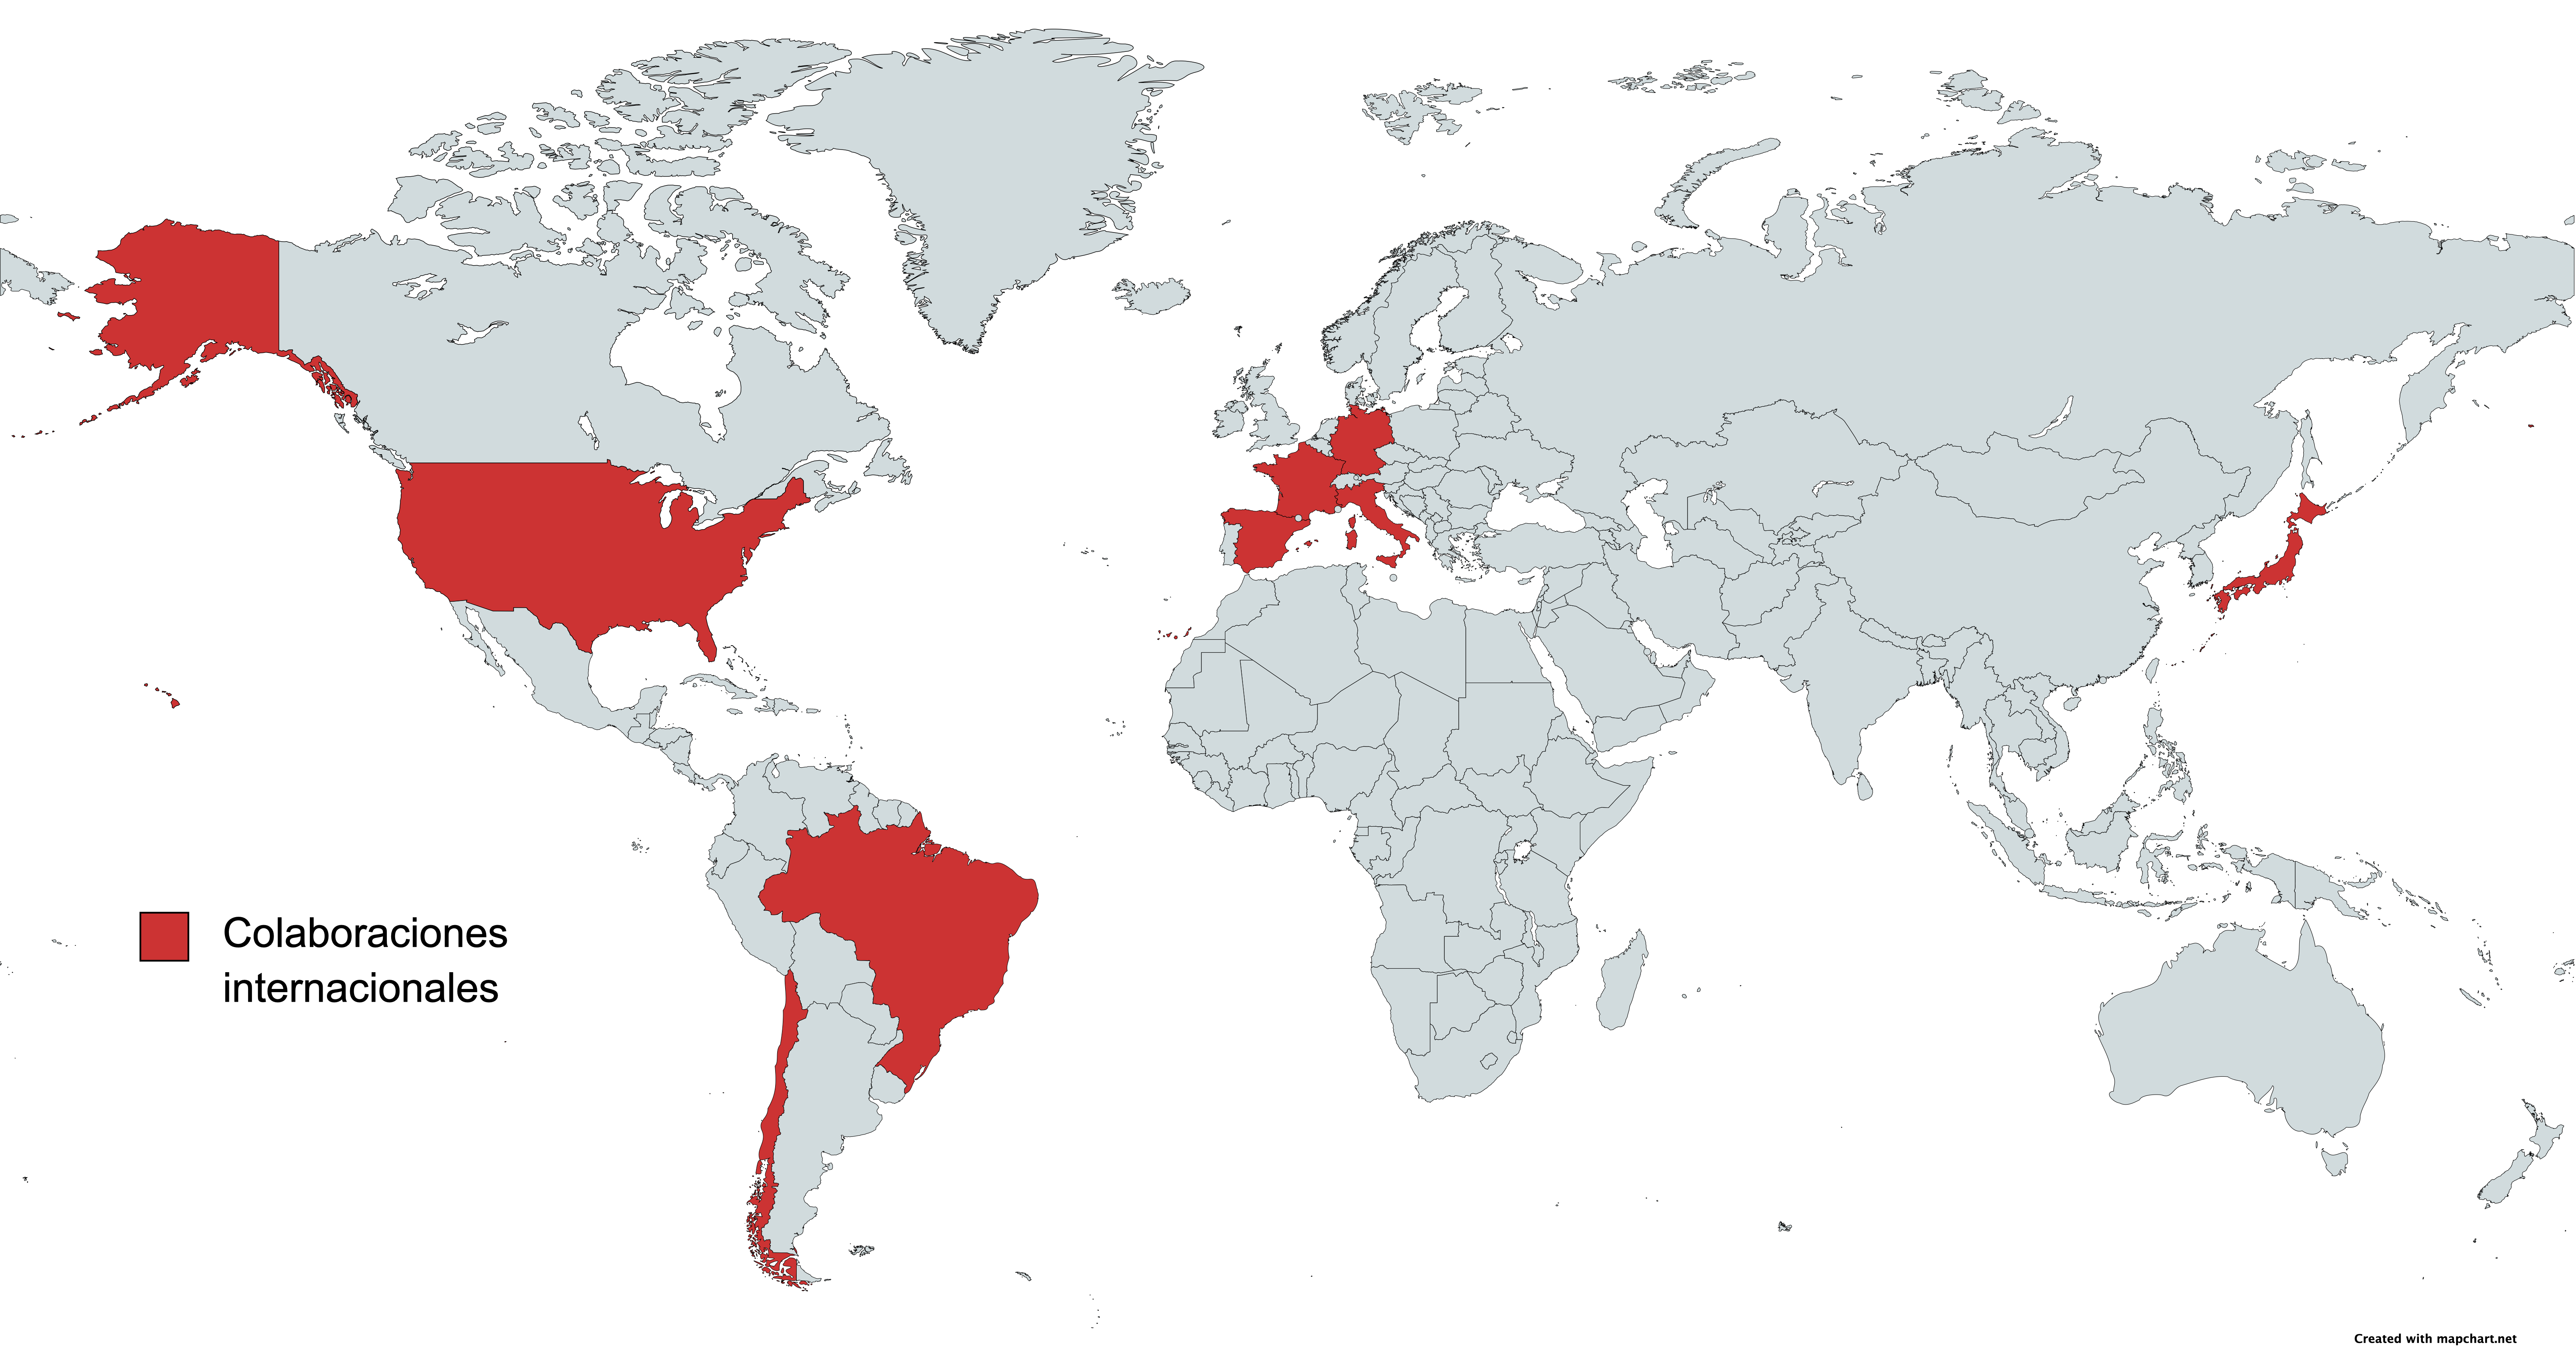 Colaboraciones
internacionales
Created with mapchart.net